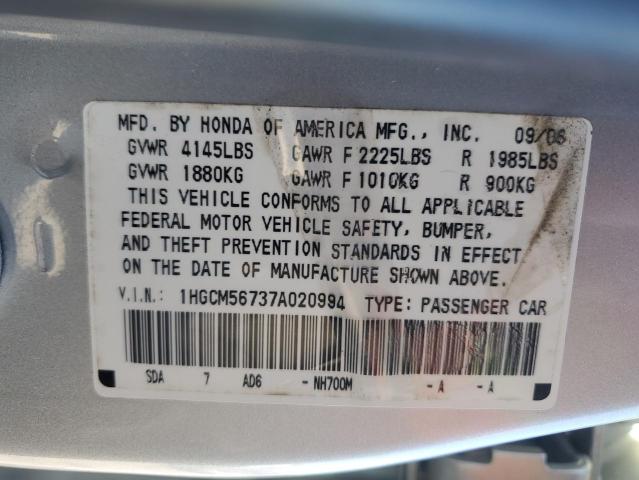 MFD. BY HONDA OF AMERICA MFG., INC. 09/06
GVWR 4145LBS GAWR F 2225LBS R 1985LBS
GVWR 1880KG GAWR F 1010KG R 900KG
THIS VEHICLE CONFORMS TO ALL APPLICABLE
FEDERAL MOTOR VEHICLE SAFETY, BUMPER,
AND THEFT PREVENTION STANDARDS IN EFFECT
ON THE DATE OF MANUFACTURE SHOWN ABOVE.
V.I.N.: 1HGCM56737A020994 TYPE: PASSENGER CAR
SDA 7 AD6 -NH700M -A -A